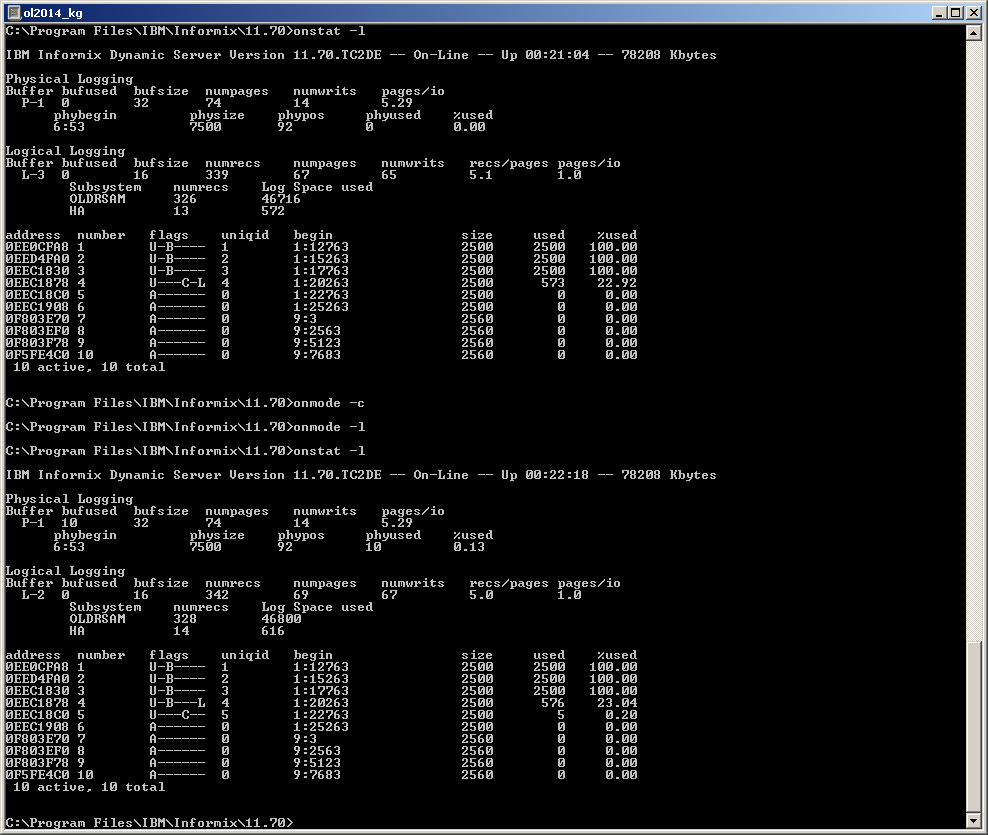 ol2014_kg
C:\Program Files\IBM\Informix\11.70>onstat -l
IBM Informix Dynamic Server Version 11.70.TC2DE -- On-Line -- Up 00:21:04 -- 78208 Kbytes
Physical Logging
Buffer bufused  bufsize  numpages   numwrits   pages/io
  P-1  0        32       74         14         5.29
      phybegin         physize    phypos     phyused    %used
      6:53             7500       92         0          0.00
Logical Logging
Buffer bufused  bufsize  numrecs    numpages   numwrits   recs/pages pages/io
  L-3  0        16       339        67         65         5.1        1.0
        Subsystem    numrecs    Log Space used
        OLDRSAM      326        46716
        HA           13         572
address  number   flags    uniqid   begin                size     used    %used
0EE0CFA8 1        U-B----  1        1:12763              2500     2500   100.00
0EED4FA0 2        U-B----  2        1:15263              2500     2500   100.00
0EEC1830 3        U-B----  3        1:17763              2500     2500   100.00
0EEC1878 4        U---C-L  4        1:20263              2500      573    22.92
0EEC18C0 5        A------  0        1:22763              2500        0     0.00
0EEC1908 6        A------  0        1:25263              2500        0     0.00
0F803E70 7        A------  0        9:3                  2560        0     0.00
0F803EF0 8        A------  0        9:2563               2560        0     0.00
0F803F78 9        A------  0        9:5123               2560        0     0.00
0F5FE4C0 10       A------  0        9:7683               2560        0     0.00
 10 active, 10 total
C:\Program Files\IBM\Informix\11.70>onmode -c
C:\Program Files\IBM\Informix\11.70>onmode -l
C:\Program Files\IBM\Informix\11.70>onstat -l
IBM Informix Dynamic Server Version 11.70.TC2DE -- On-Line -- Up 00:22:18 -- 78208 Kbytes
Physical Logging
Buffer bufused  bufsize  numpages   numwrits   pages/io
  P-1  10       32       74         14         5.29
      phybegin         physize    phypos     phyused    %used
      6:53             7500       92         10         0.13
Logical Logging
Buffer bufused  bufsize  numrecs    numpages   numwrits   recs/pages pages/io
  L-2  0        16       342        69         67         5.0        1.0
        Subsystem    numrecs    Log Space used
        OLDRSAM      328        46800
        HA           14         616
address  number   flags    uniqid   begin                size     used    %used
0EE0CFA8 1        U-B----  1        1:12763              2500     2500   100.00
0EED4FA0 2        U-B----  2        1:15263              2500     2500   100.00
0EEC1830 3        U-B----  3        1:17763              2500     2500   100.00
0EEC1878 4        U-B---L  4        1:20263              2500      576    23.04
0EEC18C0 5        U---C--  5        1:22763              2500        5     0.20
0EEC1908 6        A------  0        1:25263              2500        0     0.00
0F803E70 7        A------  0        9:3                  2560        0     0.00
0F803EF0 8        A------  0        9:2563               2560        0     0.00
0F803F78 9        A------  0        9:5123               2560        0     0.00
0F5FE4C0 10       A------  0        9:7683               2560        0     0.00
 10 active, 10 total
C:\Program Files\IBM\Informix\11.70>